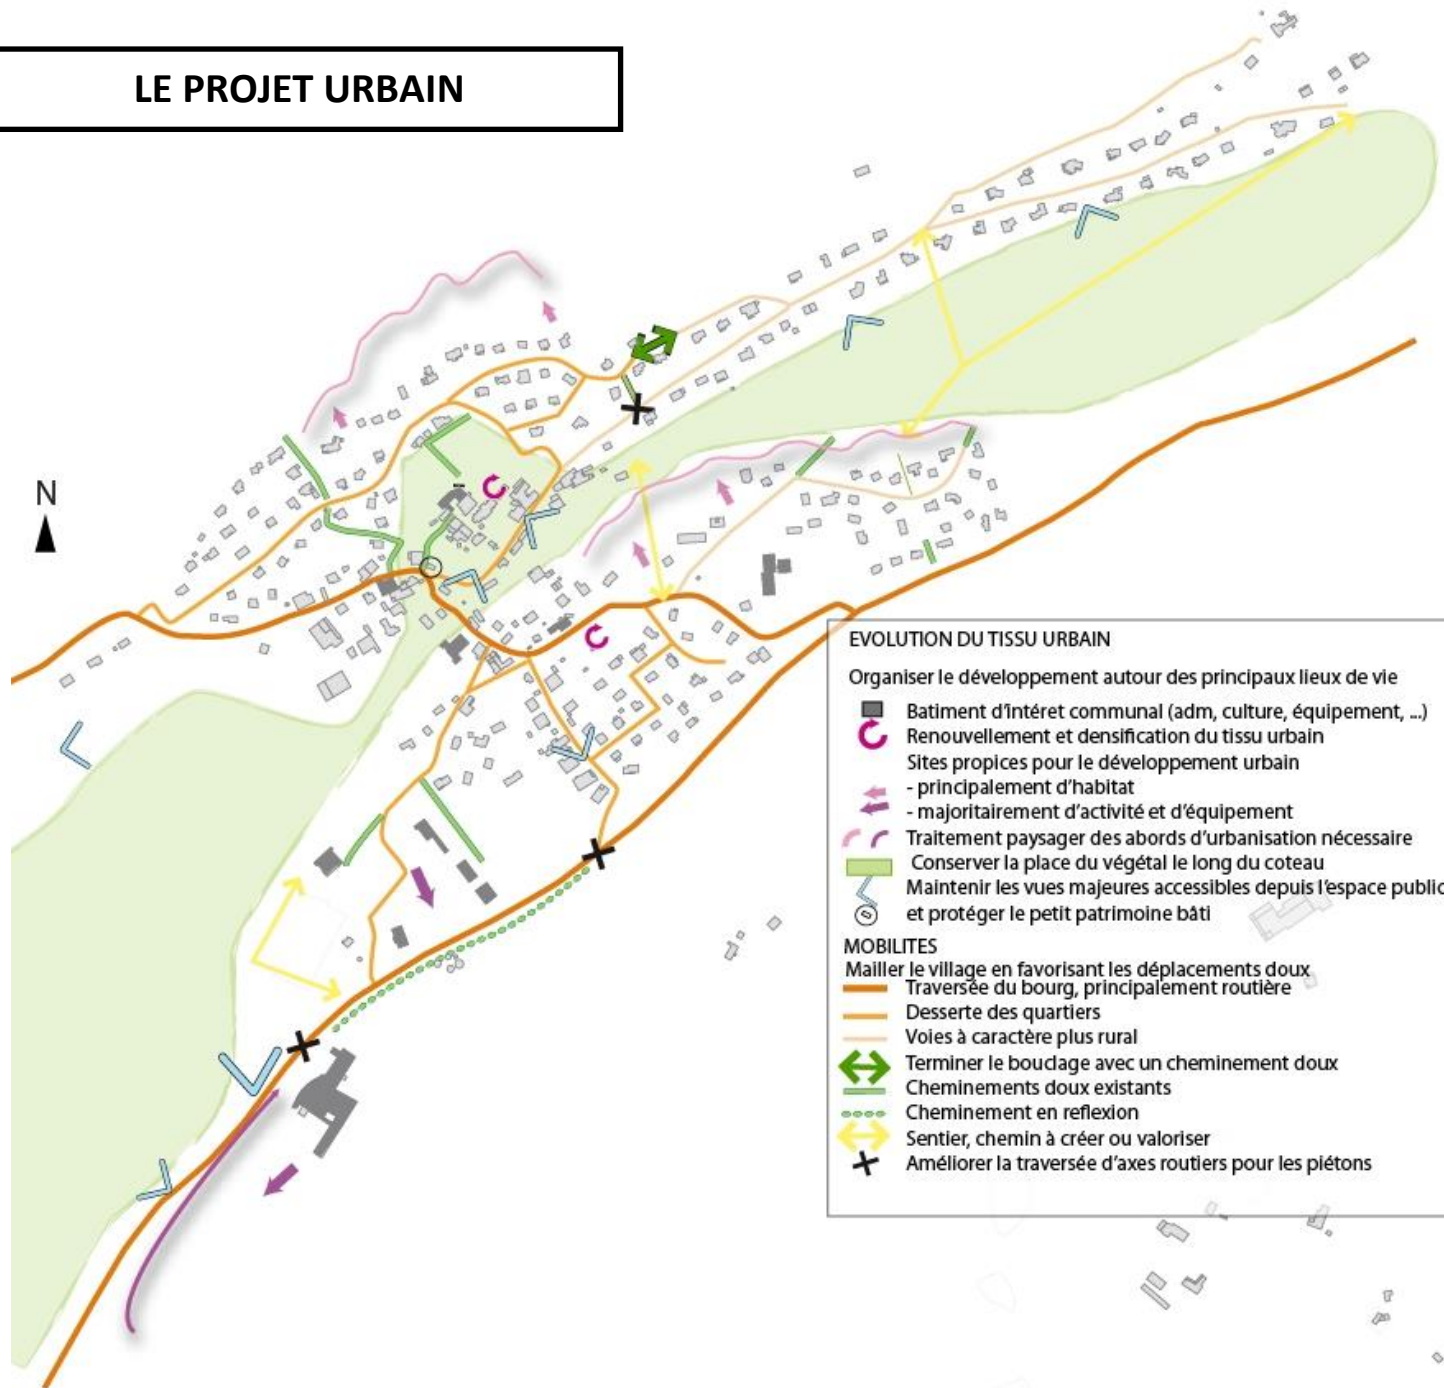 LE PROJET URBAIN
N
EVOLUTION DU TISSU URBAIN
Organiser le développement autour des principaux lieux de vie
Batiment d'intéret communal (adm, culture, équipement, ...)
Renouvellement et densification du tissu urbain
Sites propices pour le développement urbain
- principalement d'habitat
- majoritairement d'activité et d'équipement
Traitement paysager des abords d'urbanisation nécessaire
Conserver la place du végétal le long du coteau
Maintenir les vues majeures accessibles depuis l'espace public
et protéger le petit patrimoine bâti
MOBILITES
Mailler le village en favorisant les déplacements doux
Traversée du bourg, principalement routière
Desserte des quartiers
Voies à caractère plus rural
Terminer le bouclage avec un cheminement doux
Cheminements doux existants
Cheminement en reflexion
Sentier, chemin à créer ou valoriser
Améliorer la traversée d'axes routiers pour les piétons